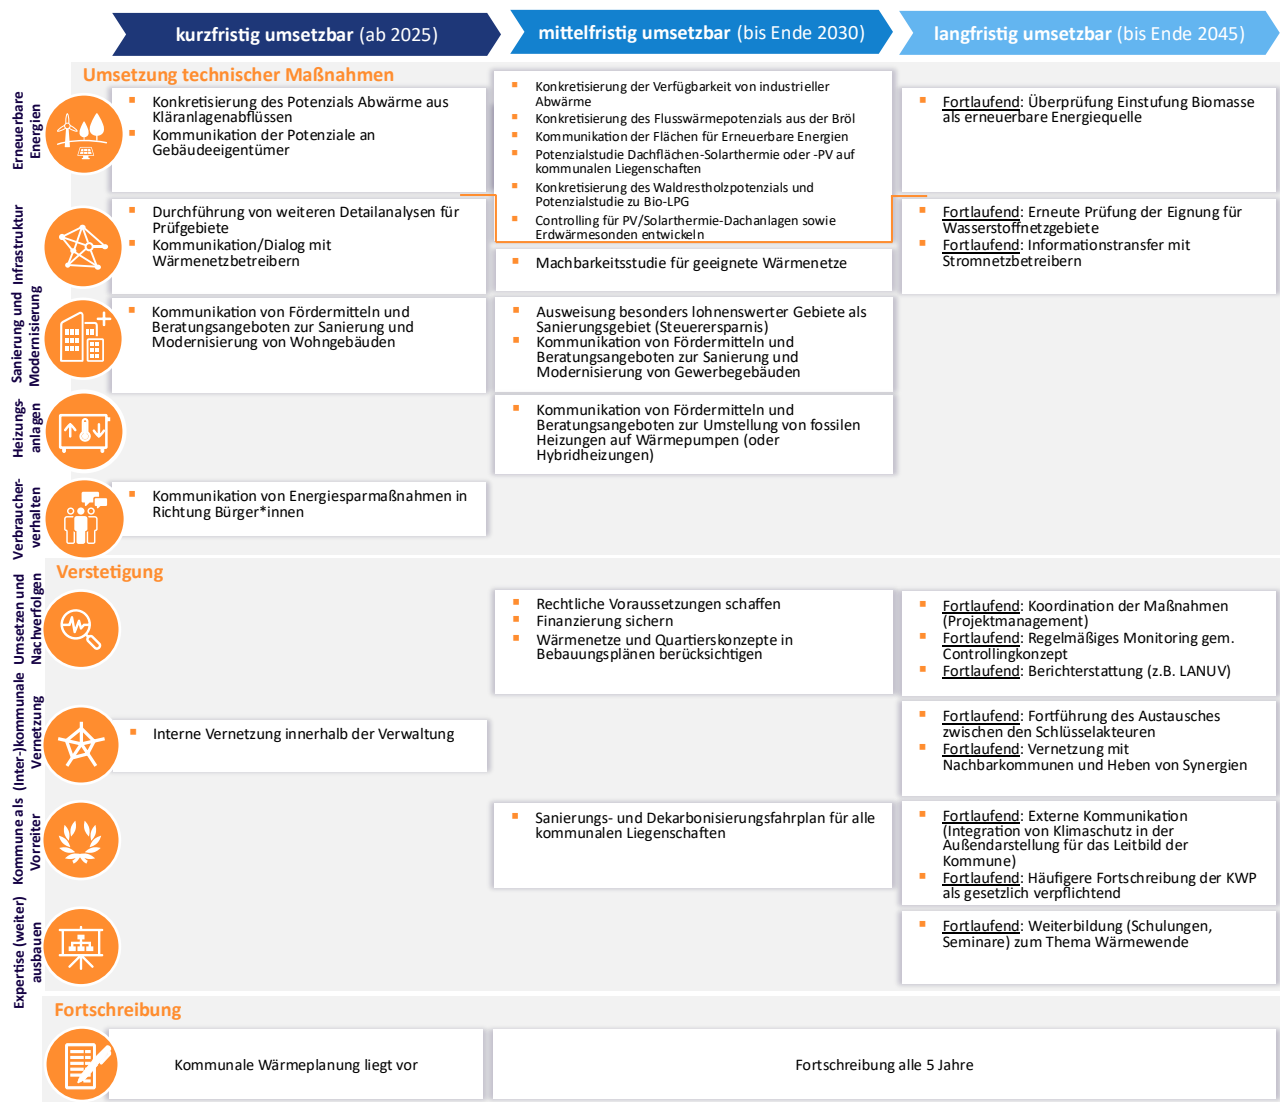 kurzfristig umsetzbar (ab 2025)
mittelfristig umsetzbar (bis Ende 2030)
langfristig umsetzbar (bis Ende 2045)
Umsetzung technischer Maßnahmen
Erneuerbare
Energien
Konkretisierung des Potenzials Abwärme aus
Kläranlagenabflüssen
Kommunikation der Potenziale an
Gebäudeeigentümer
Konkretisierung der Verfügbarkeit von industrieller
Abwärme
Konkretisierung des Flusswärmepotenzials aus der Bröl
Kommunikation der Flächen für Erneuerbare Energien
Potenzialstudie Dachflächen-Solarthermie oder -PV auf
kommunalen Liegenschaften
Konkretisierung des Waldrestholzpotenzials und
Potenzialstudie zu Bio-LPG
Controlling für PV/Solarthermie-Dachanlagen sowie
Erdwärmesonden entwickeln
Fortlaufend: Überprüfung Einstufung Biomasse
als erneuerbare Energiequelle
Infrastruktur
Durchführung von weiteren Detailanalysen für
Prüfgebiete
Kommunikation/Dialog mit
Wärmenetzbetreibern
Machbarkeitsstudie für geeignete Wärmenetze
Fortlaufend: Erneute Prüfung der Eignung für
Wasserstoffnetzgebiete
Fortlaufend: Informationstransfer mit
Stromnetzbetreibern
Sanierung und
Modernisierung
Kommunikation von Fördermitteln und
Beratungsangeboten zur Sanierung und
Modernisierung von Wohngebäuden
Ausweisung besonders lohnenswerter Gebiete als
Sanierungsgebiet (Steuerersparnis)
Kommunikation von Fördermitteln und
Beratungsangeboten zur Sanierung und
Modernisierung von Gewerbegebäuden
Heizungs-
anlagen
Kommunikation von Fördermitteln und
Beratungsangeboten zur Umstellung von fossilen
Heizungen auf Wärmepumpen (oder
Hybridheizungen)
Verbraucher-
verhalten
Kommunikation von Energiesparmaßnahmen in
Richtung Bürger*innen
Verstetigung
Umsetzen und
Nachverfolgen
Rechtliche Voraussetzungen schaffen
Finanzierung sichern
Wärmenetze und Quartierskonzepte in
Bebauungsplänen berücksichtigen
Fortlaufend: Koordination der Maßnahmen
(Projektmanagement)
Fortlaufend: Regelmäßiges Monitoring gem.
Controllingkonzept
Fortlaufend: Berichterstattung (z.B. LANUV)
(Inter-)kommunale
Vernetzung
Interne Vernetzung innerhalb der Verwaltung
Fortlaufend: Fortführung des Austausches
zwischen den Schlüsselakteuren
Fortlaufend: Vernetzung mit
Nachbarkommunen und Heben von Synergien
Kommune als
Vorreiter
Sanierungs- und Dekarbonisierungsfahrplan für alle
kommunalen Liegenschaften
Fortlaufend: Externe Kommunikation
(Integration von Klimaschutz in der
Außendarstellung für das Leitbild der
Kommune)
Fortlaufend: Häufigere Fortschreibung der KWP
als gesetzlich verpflichtend
Expertise (weiter)
ausbauen
Fortlaufend: Weiterbildung (Schulungen,
Seminare) zum Thema Wärmewende
Fortschreibung
Kommunale Wärmeplanung liegt vor
Fortschreibung alle 5 Jahre